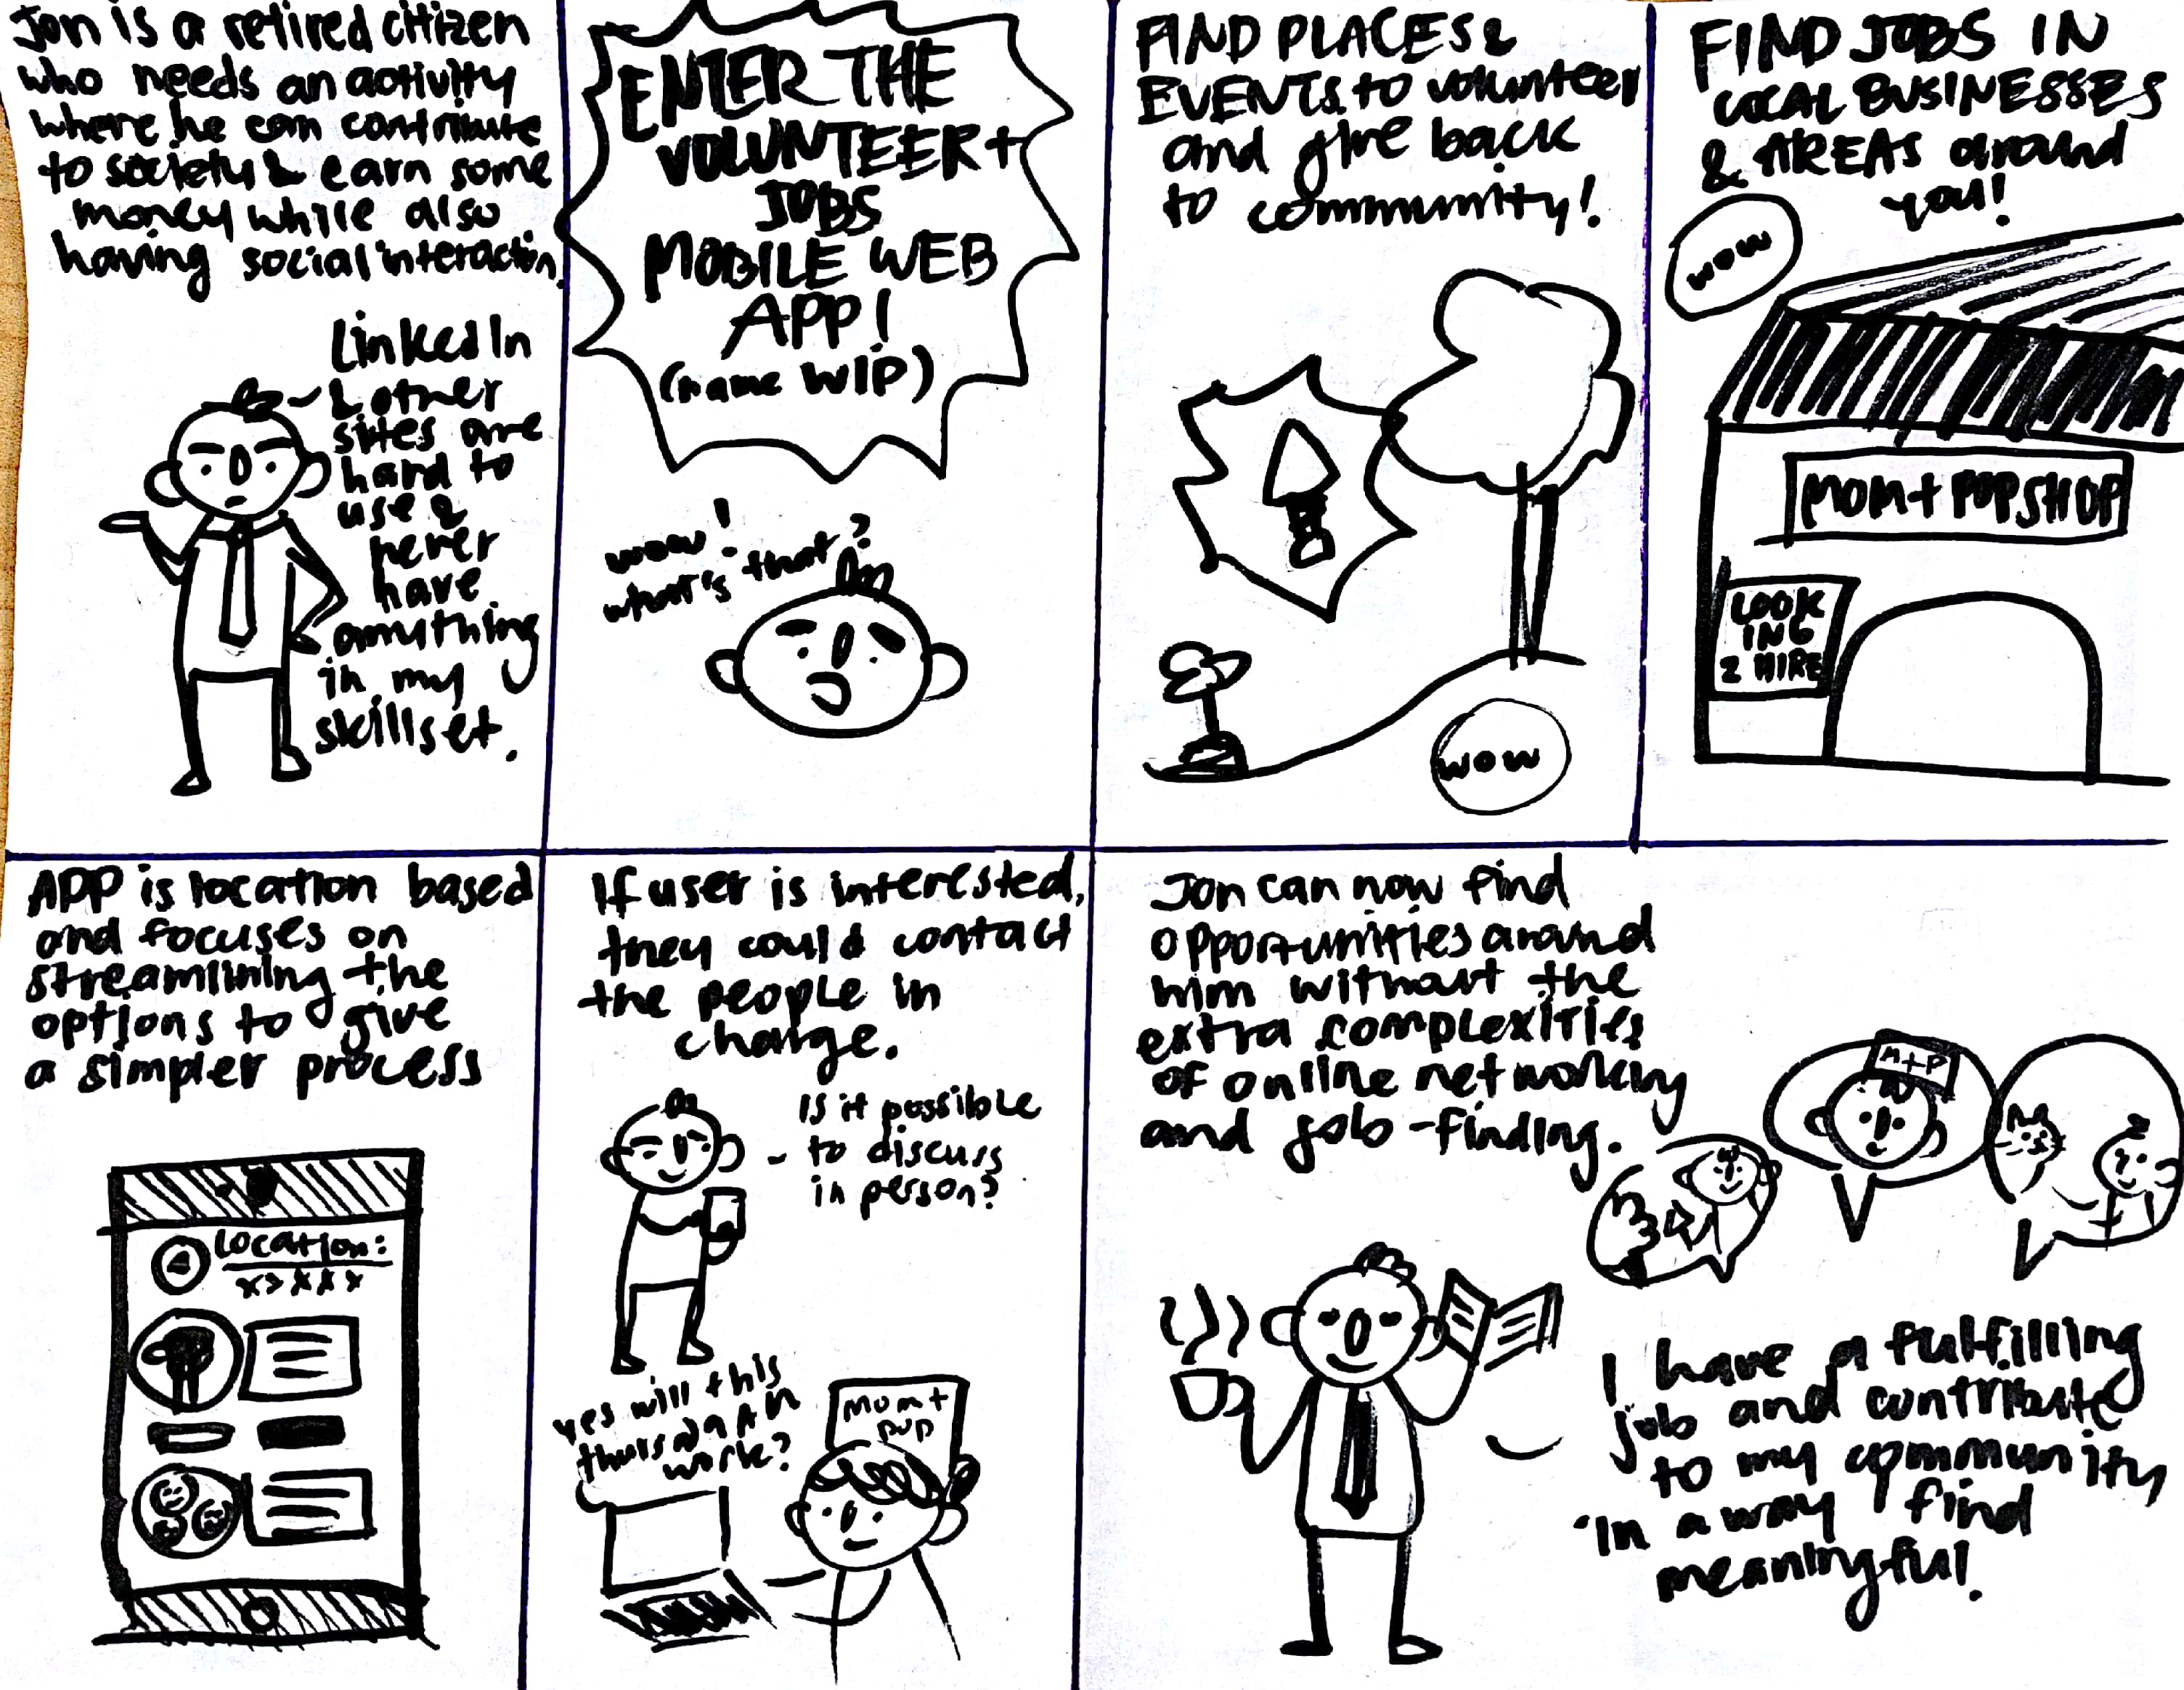 Jon is a retired citizen
who needs an activity
where he can contribute
to society & earn some
money while also
having social interaction.
LinkedIn
& other
sites are
hard to
use &
never
have
anything
in my
skillset.
ENTER THE
VOLUNTEER +
JOBS
MOBILE WEB
APP!
(name WIP)
wow!
what's that?
FIND PLACES &
EVENTS to volunteer
and give back
to community!
WOW
FIND JOBS IN
LOCAL BUSINESSES
& AREAS around
you!
WOW
MOM + POP SHOP
LOOK
ING
2 HIRE
APP is location based
and focuses on
streamlining the
options to give
a simpler process
Location:
If user is interested,
they could contact
the people in
charge.
Is it possible
to discuss
in person?
yes will this
thursday
work?
Mom +
pop
Jon can now find
opportunities around
him without the
extra complexities
of online networking
and job-finding.
M+P
I have a fulfilling
job and contribute
to my community
in a way I find
meaningful.